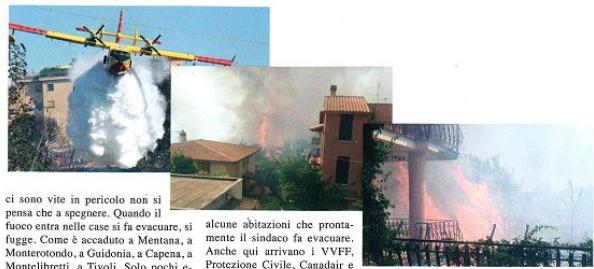 ci sono vite in pericolo non si
pensa che a spegnere. Quando il
fuoco entra nelle case si fa evacuare, si
fugge. Come è accaduto a Mentana, a
Monterotondo, a Guidonia, a Capena, a
Montelibretti, a Tivoli. Solo pochi e-
alcune abitazioni che pronta-
mente il sindaco fa evacuare.
Anche qui arrivano i VVFF,
Protezione Civile, Canadair e